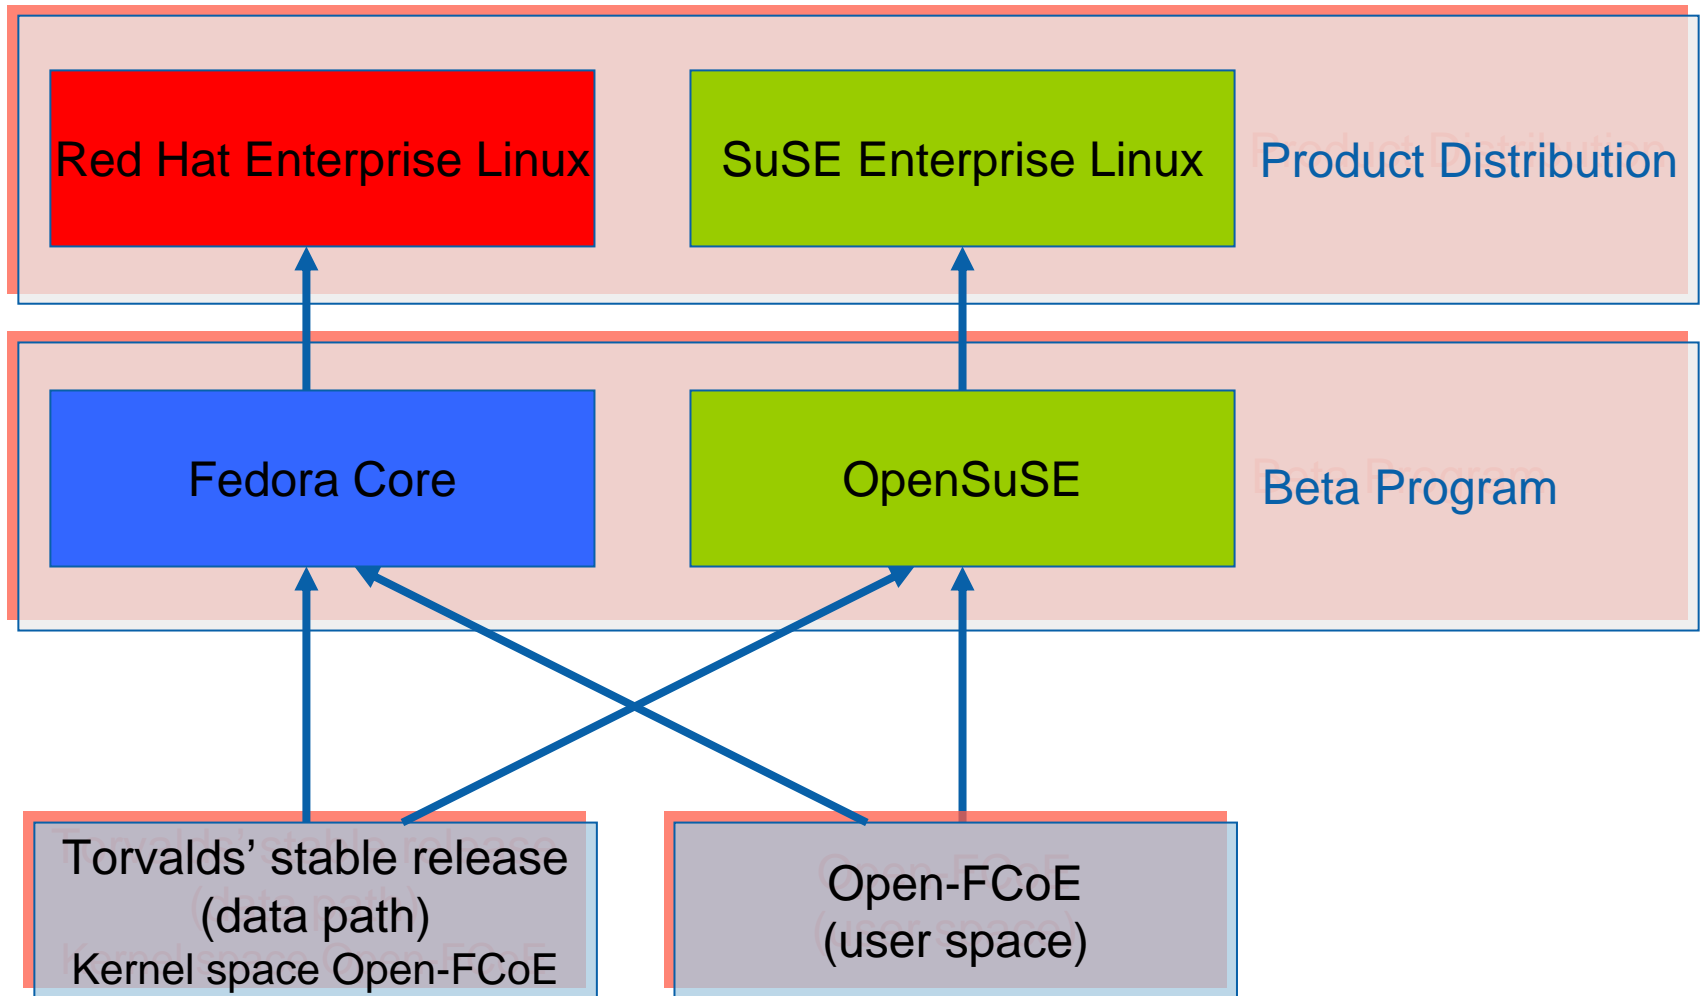 Red Hat Enterprise Linux
SuSE Enterprise Linux
Product Distribution
Fedora Core
OpenSuSE
Beta Program
Torvalds’ stable release
(data path)
Kernel space Open-FCoE
Open-FCoE
(user space)